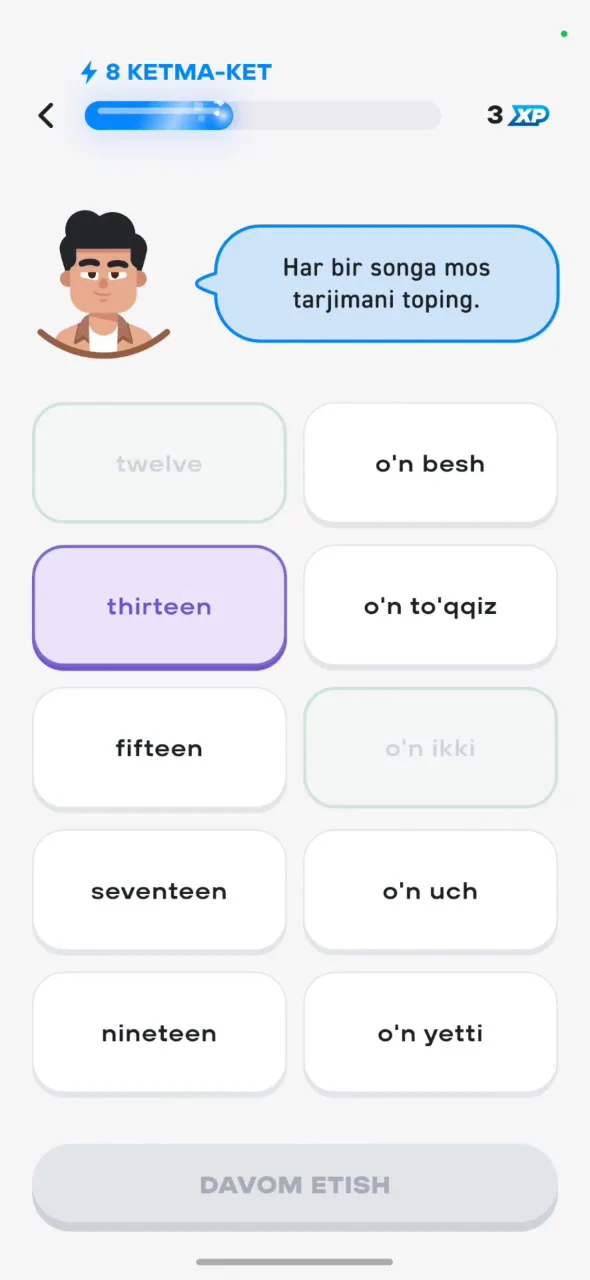 8 KETMA-KET
3 XP
Har bir songa mos
tarjimani toping.
twelve
o'n besh
thirteen
o'n to'qqiz
fifteen
o'n ikki
seventeen
o'n uch
nineteen
o'n yetti
DAVOM ETISH